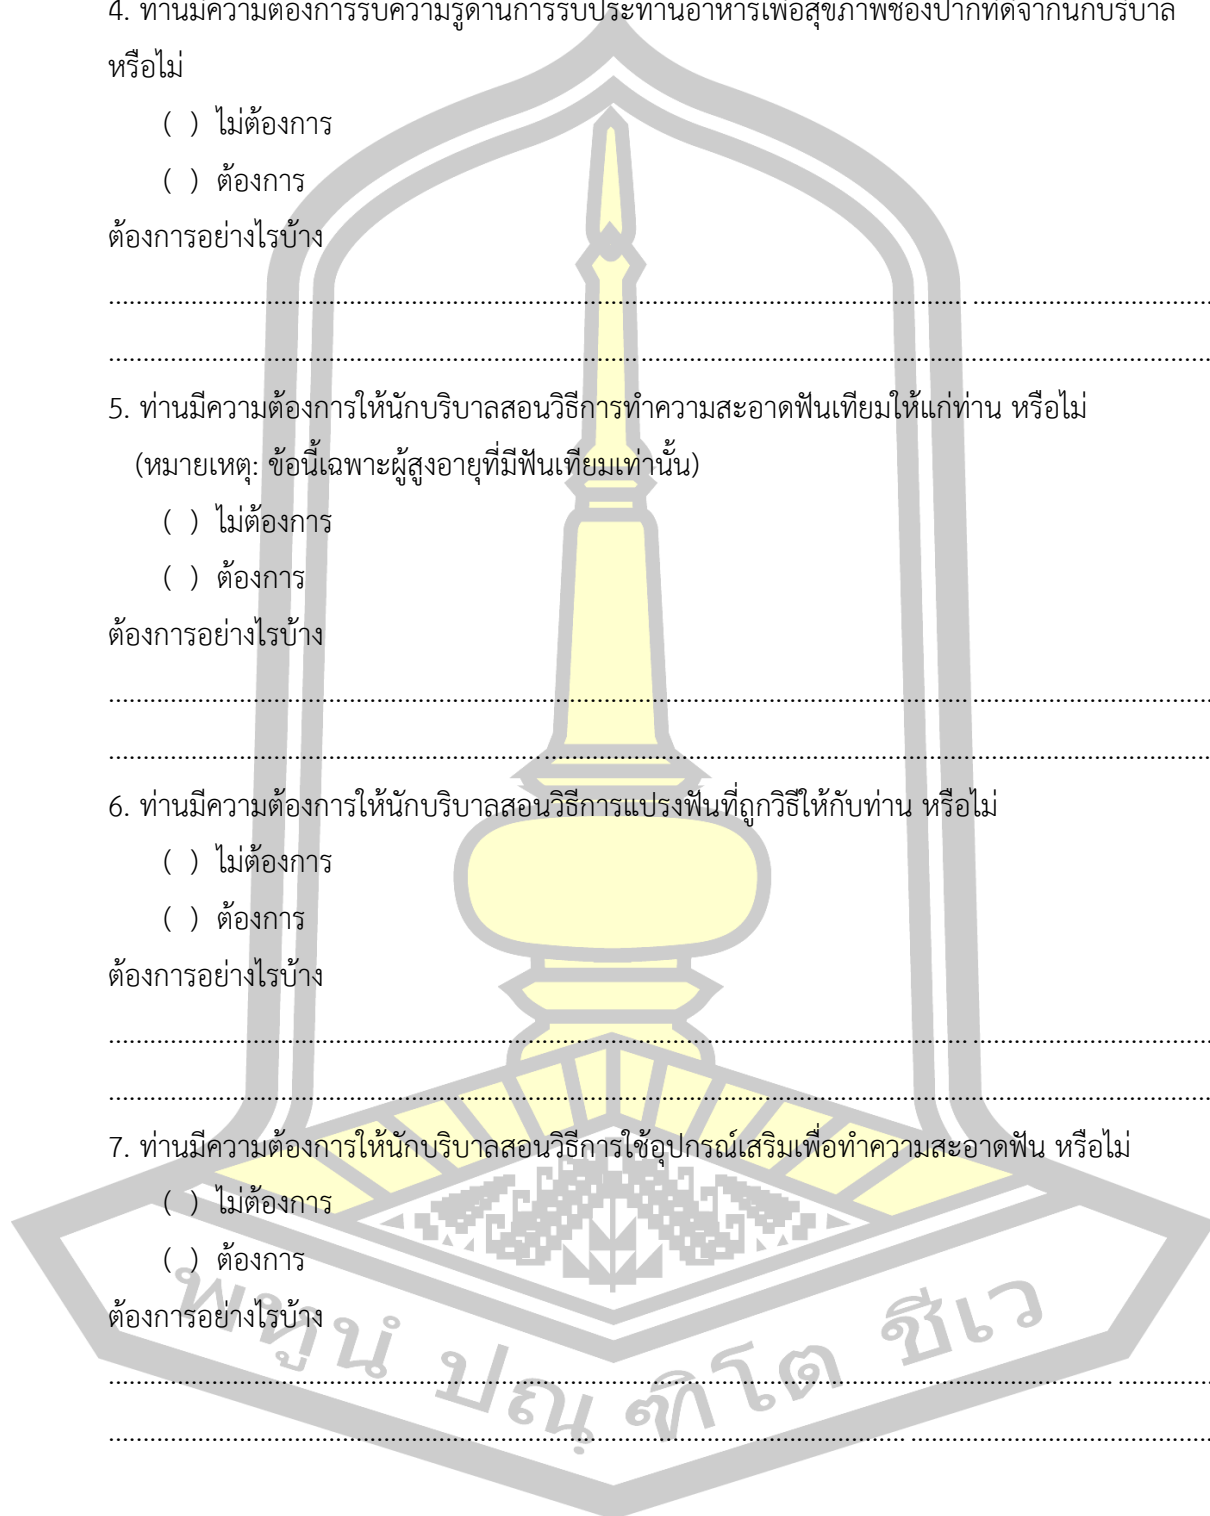 4. ท่านมีความต้องการรับความรู้ด้านการรับประทานอาหารเพื่อสุขภาพช่องปากที่ดีจากนักบริบาล
หรือไม่
( ) ไม่ต้องการ
( ) ต้องการ
ต้องการอย่างไรบ้าง
5. ท่านมีความต้องการให้นักบริบาลสอนวิธีการทำความสะอาดฟันเทียมให้แก่ท่าน หรือไม่
(หมายเหตุ: ข้อนี้เฉพาะผู้สูงอายุที่มีฟันเทียมเท่านั้น)
( ) ไม่ต้องการ
( ) ต้องการ
ต้องการอย่างไรบ้าง
6. ท่านมีความต้องการให้นักบริบาลสอนวิธีการแปรงฟันที่ถูกวิธีให้กับท่าน หรือไม่
( ) ไม่ต้องการ
( ) ต้องการ
ต้องการอย่างไรบ้าง
7. ท่านมีความต้องการให้นักบริบาลสอนวิธีการใช้อุปกรณ์เสริมเพื่อทำความสะอาดฟัน หรือไม่
( ) ไม่ต้องการ
( ) ต้องการ
ต้องการอย่างไรบ้าง
พหูนํ ปณฺฑิโต ชีเว